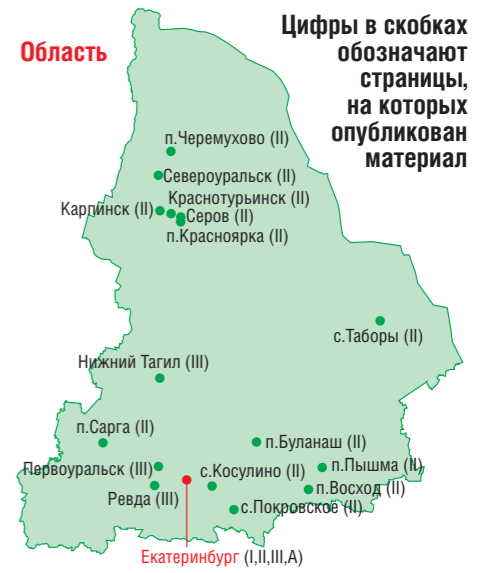 Область
Цифры в скобках
обозначают
страницы,
на которых
опубликован
материал
п.Черемухово (II)
Североуральск (II)
Краснотурьинск (II)
Карпинск (II)
Серов (II)
п.Красноярка (II)
с.Таборы (II)
Нижний Тагил (III)
п.Сарга (II)
п.Буланаш (II)
Первоуральск (III)
с.Косулино (II)
п.Пышма (II)
Ревда (III)
п.Восход (II)
с.Покровское (II)
Екатеринбург (I,II,III,А)